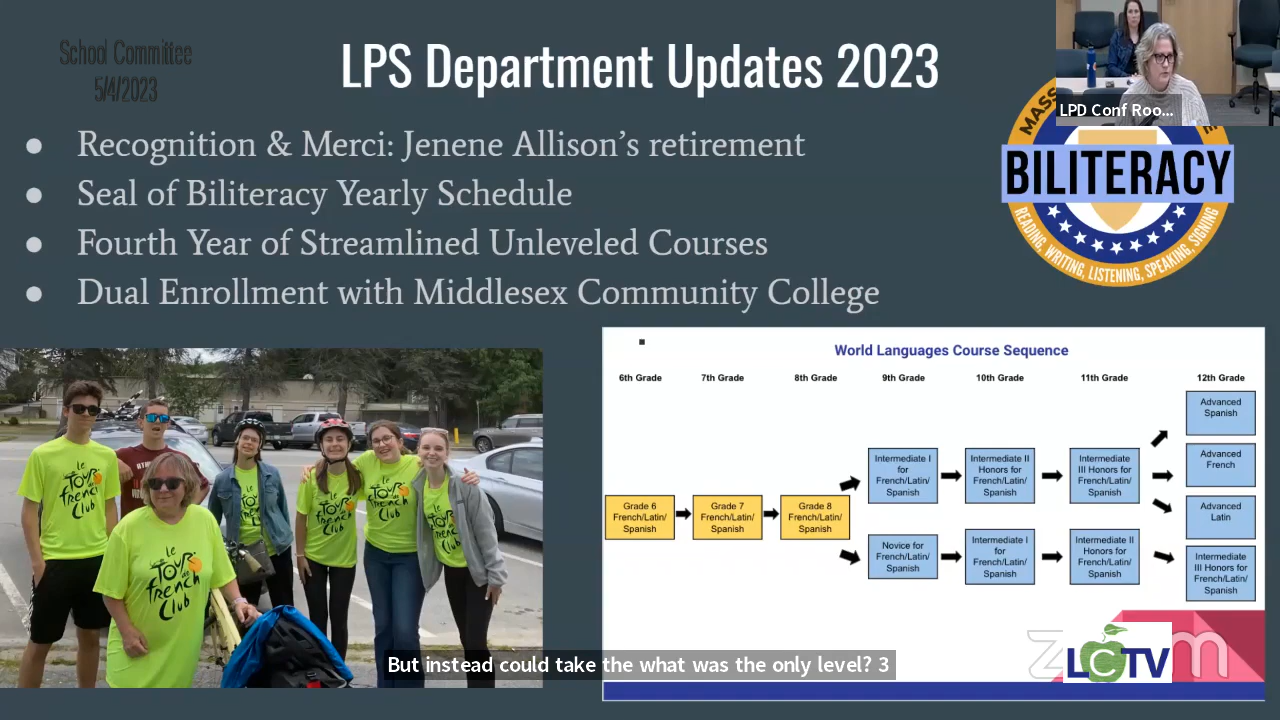 School Committee
5/4/2023
LPS Department Updates 2023
LPD Conf Roo...
● Recognition & Merci: Jenene Allison's retirement
● Seal of Biliteracy Yearly Schedule
● Fourth Year of Streamlined Unleveled Courses
● Dual Enrollment with Middlesex Community College
BILITERACY
READING, WRITING, LISTENING, SPEAKING, SIGNING
World Languages Course Sequence
6th Grade 7th Grade 8th Grade 9th Grade 10th Grade 11th Grade 12th Grade
Advanced
Spanish
Advanced
French
Advanced
Latin
Intermediate
III Honors for
French/Latin/
Spanish
Intermediate I
for
French/Latin/
Spanish
Intermediate II
Honors for
French/Latin/
Spanish
Intermediate
III Honors for
French/Latin/
Spanish
Grade 6
French/Latin/
Spanish
Grade 7
French/Latin/
Spanish
Grade 8
French/Latin/
Spanish
Novice for
French/Latin/
Spanish
Intermediate I
for
French/Latin/
Spanish
Intermediate II
Honors for
French/Latin/
Spanish
le
TOUR
de
french
Club
le
TOUR
de
french
Club
But instead could take the what was the only level? 3
zoom
LCTV